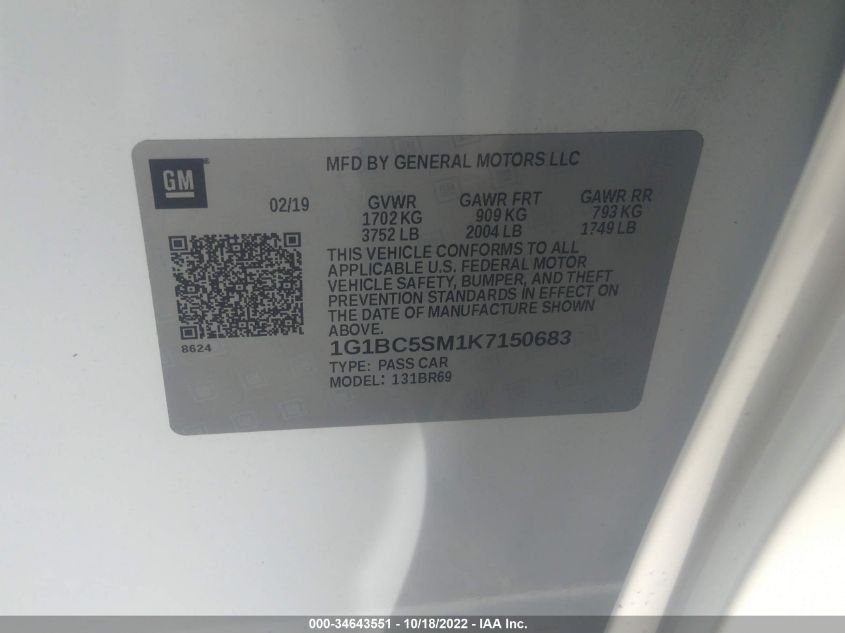 GM
MFD BY GENERAL MOTORS LLC
02/19 GVWR GAWR FRT GAWR RR
1702 KG 909 KG 793 KG
3752 LB 2004 LB 1749 LB
THIS VEHICLE CONFORMS TO ALL
APPLICABLE U.S. FEDERAL MOTOR
VEHICLE SAFETY, BUMPER, AND THEFT
PREVENTION STANDARDS IN EFFECT ON
THE DATE OF MANUFACTURE SHOWN
ABOVE.
8624
1G1BC5SM1K7150683
TYPE: PASS CAR
MODEL: 131BR69
000-34643551 - 10/18/2022 - IAA Inc.